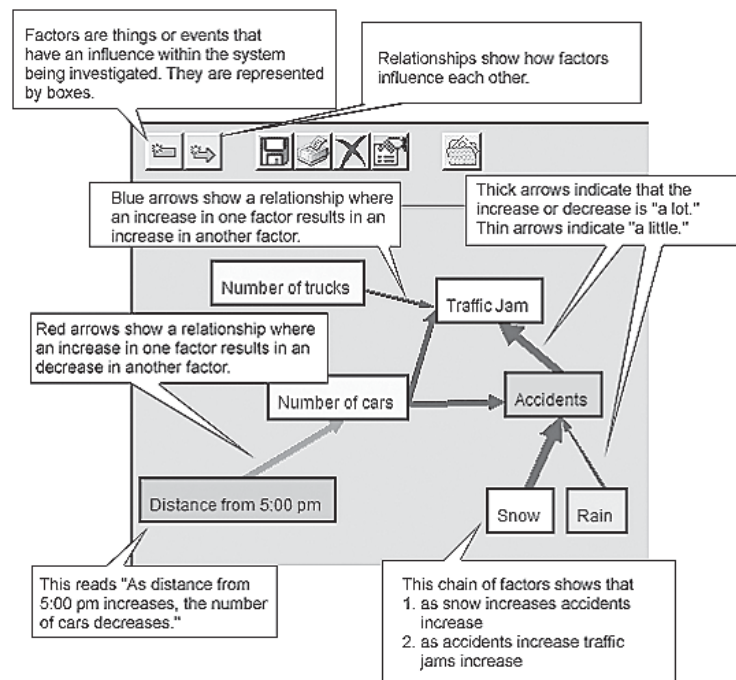 Factors are things or events that
have an influence within the system
being investigated. They are represented
by boxes.
Relationships show how factors
influence each other.
Blue arrows show a relationship where
an increase in one factor results in an
increase in another factor.
Thick arrows indicate that the
increase or decrease is "a lot."
Thin arrows indicate "a little."
Number of trucks
Traffic Jam
Red arrows show a relationship where
an increase in one factor results in an
decrease in another factor.
Number of cars
Accidents
Distance from 5:00 pm
Snow
Rain
This reads "As distance from
5:00 pm increases, the number
of cars decreases."
This chain of factors shows that
1. as snow increases accidents
increase
2. as accidents increase traffic
jams increase